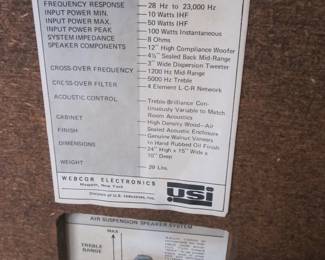 FREQUENCY RESPONSE 28 Hz to 23,000 Hz
INPUT POWER MIN. 10 Watts IHF
INPUT POWER MAX. 50 Watts IHF
INPUT POWER PEAK 100 Watts Instantaneous
SYSTEM IMPEDANCE 8 Ohms
SPEAKER COMPONENTS 12" High Compliance Woofer
4½" Sealed Back Mid-Range
3" Wide Dispersion Tweeter
CROSS-OVER FREQUENCY 1200 Hz Mid-Range
5000 Hz Treble
CROSS-OVER FILTER 4 Element L-C-R Network
ACOUSTIC CONTROL Treble-Brilliance Con-
tinuously Variable to Match
Room Acoustics
CABINET High Density Wood-Air
Sealed Acoustic Enclosure
FINISH Genuine Walnut Veneers
In Hand Rubbed Oil Finish
DIMENSIONS 24" High x 15" Wide x
10" Deep
WEIGHT Lbs.
WEBCOR ELECTRONICS
New York
Division of U.S. Industries, Inc.
USI
AIR SUSPENSION SPEAKER SYSTEM
MAX
TREBLE
RANGE